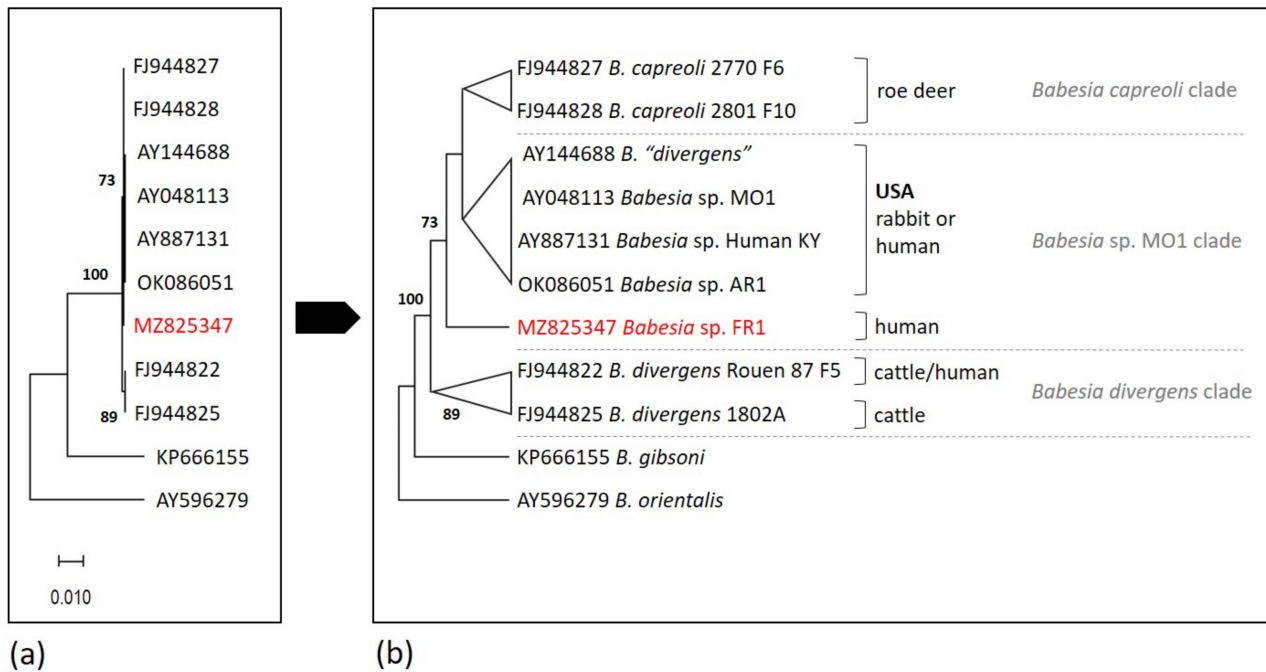 FJ944827
FJ944828
AY144688
73
AY048113
AY887131
100
OK086051
MZ825347
FJ944822
89
FJ944825
KP666155
AY596279
0.010
(a)
FJ944827 B. capreoli 2770 F6
roe deer
Babesia capreoli clade
FJ944828 B. capreoli 2801 F10
AY144688 B. “divergens”
AY048113 Babesia sp. MO1
USA
rabbit or
human
73
AY887131 Babesia sp. Human KY
Babesia sp. MO1 clade
OK086051 Babesia sp. AR1
100
MZ825347 Babesia sp. FR1
human
FJ944822 B. divergens Rouen 87 F5
cattle/human
Babesia divergens clade
89
FJ944825 B. divergens 1802A
cattle
KP666155 B. gibsoni
AY596279 B. orientalis
(b)